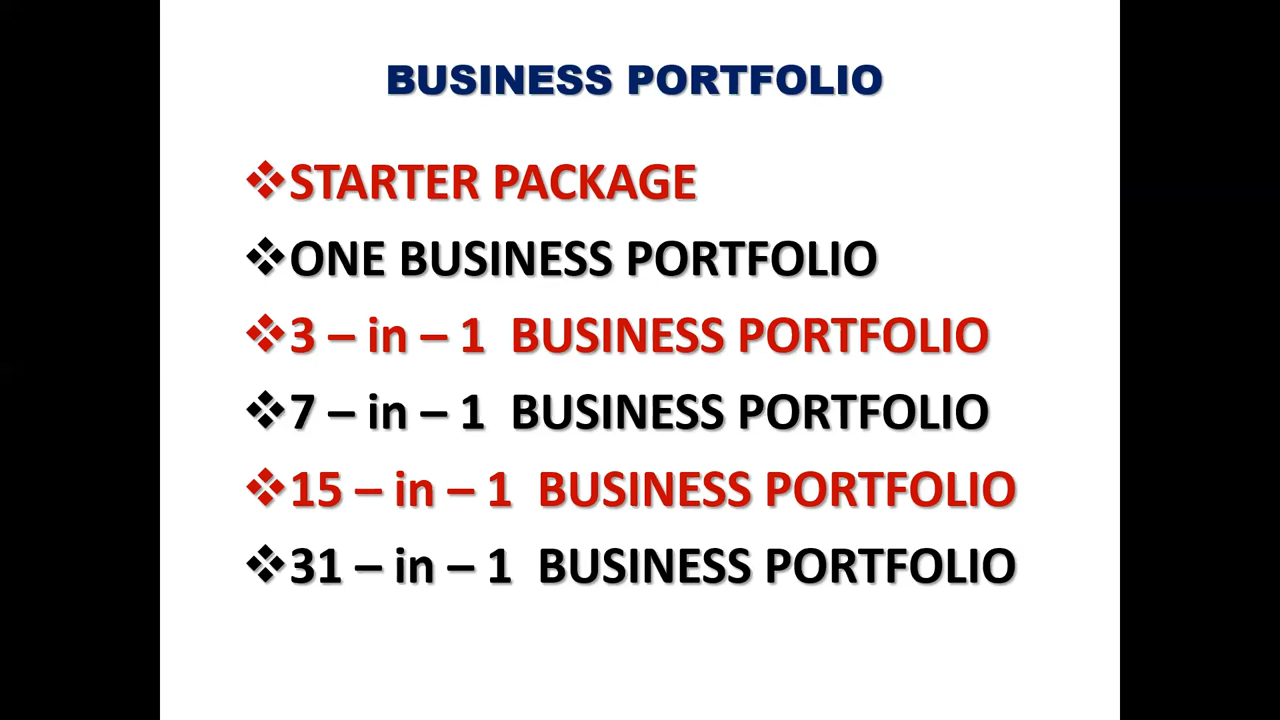 BUSINESS PORTFOLIO
❖STARTER PACKAGE
❖ONE BUSINESS PORTFOLIO
❖3 – in – 1  BUSINESS PORTFOLIO
❖7 – in – 1  BUSINESS PORTFOLIO
❖15 – in – 1  BUSINESS PORTFOLIO
❖31 – in – 1  BUSINESS PORTFOLIO